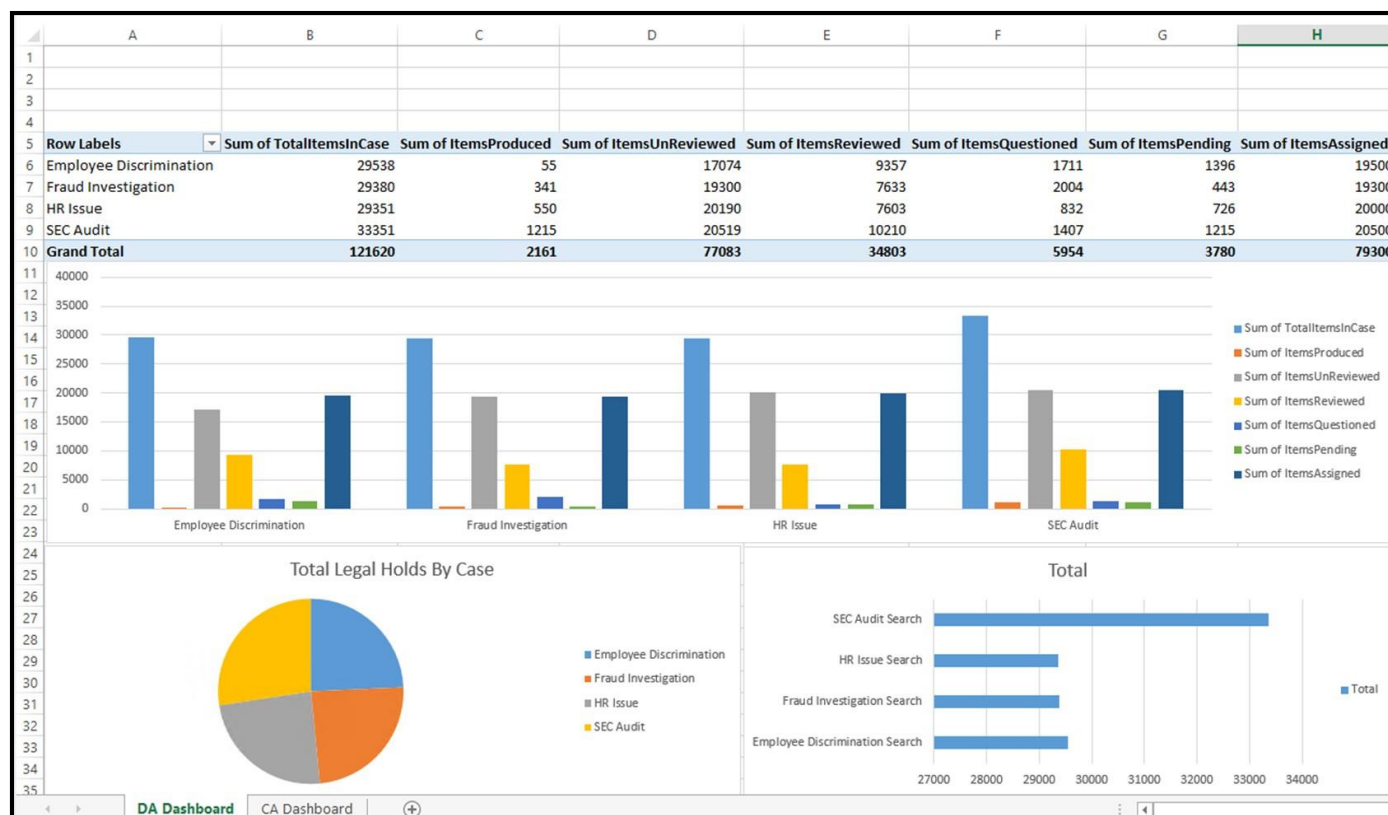 A B C D E F G H
1
2
3
4
5 Row Labels Sum of TotalItemsInCase Sum of ItemsProduced Sum of ItemsUnReviewed Sum of ItemsReviewed Sum of ItemsQuestioned Sum of ItemsPending Sum of ItemsAssigned
6 Employee Discrimination 29538 55 17074 9357 1711 1396 19500
7 Fraud Investigation 29380 341 19300 7633 2004 443 19300
8 HR Issue 29351 550 20190 7603 832 726 20000
9 SEC Audit 33351 1215 20519 10210 1407 1215 20500
10 Grand Total 121620 2161 77083 34803 5954 3780 79300
11 40000
12
13 35000
14 30000
15
16 25000
17 20000
18 15000
19
20 10000
21 5000
22 0
23 Employee Discrimination Fraud Investigation HR Issue SEC Audit
Sum of TotalItemsInCase
Sum of ItemsProduced
Sum of ItemsUnReviewed
Sum of ItemsReviewed
Sum of ItemsQuestioned
Sum of ItemsPending
Sum of ItemsAssigned
24
25
26
27
28
29
30
31
32
33
34
35
Total Legal Holds By Case
Employee Discrimination
Fraud Investigation
HR Issue
SEC Audit
Total
SEC Audit Search
HR Issue Search
Fraud Investigation Search
Employee Discrimination Search
27000 28000 29000 30000 31000 32000 33000 34000
Total
DA Dashboard CA Dashboard